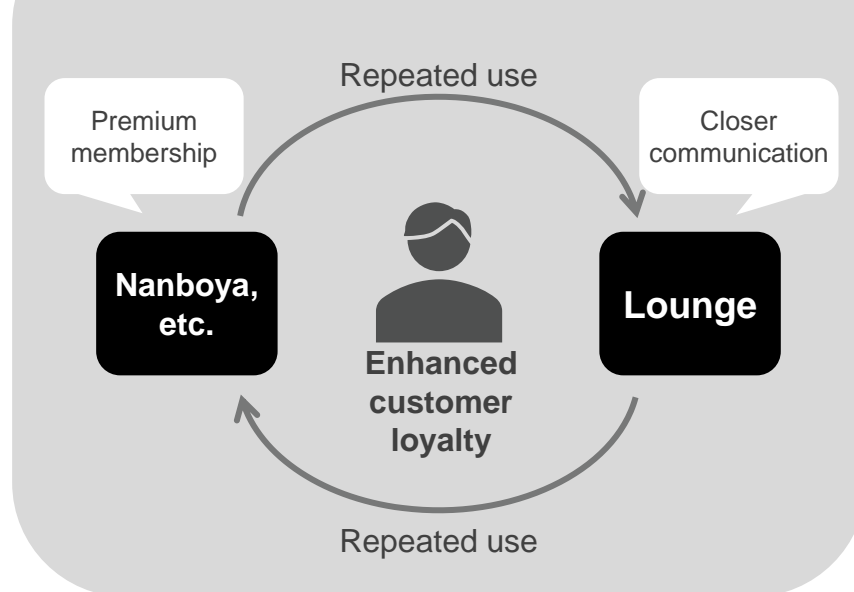 Repeated use
Premium
membership
Closer
communication
Nanboya,
etc.
Lounge
Enhanced
customer
loyalty
Repeated use